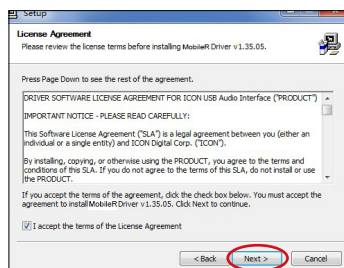 Setup
License Agreement
Please review the license terms before installing MobileR Driver v1.35.05.
Press Page Down to see the rest of the agreement.
DRIVER SOFTWARE LICENSE AGREEMENT FOR ICON USB Audio Interface ("PRODUCT")
IMPORTANT NOTICE - PLEASE READ CAREFULLY:
This Software License Agreement ("SLA") is a legal agreement between you (either an
individual or a single entity) and ICON Digital Corp. ("ICON").
By installing, copying, or otherwise using the PRODUCT, you agree to the terms and
conditions of this SLA. If you do not agree to the terms of this SLA, do not install or use
the PRODUCT.
If you accept the terms of the agreement, click the check box below. You must accept the
agreement to install MobileR Driver v1.35.05. Click Next to continue.
I accept the terms of the License Agreement
< Back
Next >
Cancel